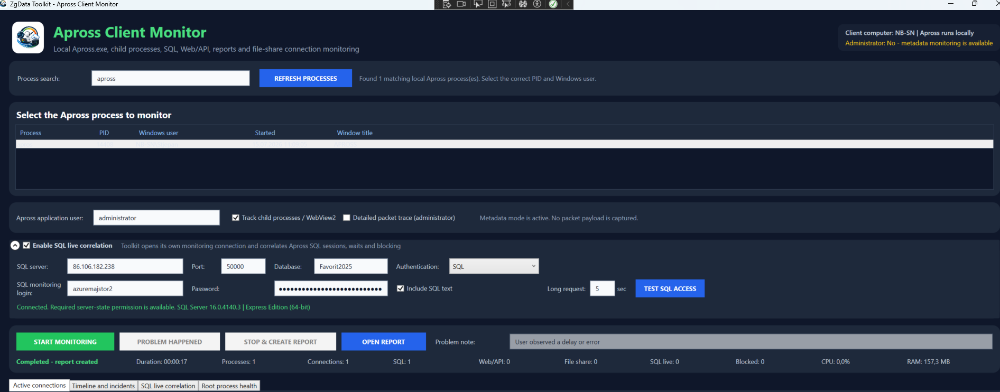 ZgData Toolkit - Apross Client Monitor
Apross Client Monitor
Local Apross.exe, child processes, SQL, Web/API, reports and file-share connection monitoring
Client computer: NB-SN | Apross runs locally
Administrator: No - metadata monitoring is available
Process search: apross REFRESH PROCESSES Found 1 matching local Apross process(es). Select the correct PID and Windows user.
Select the Apross process to monitor
Process PID Windows user Started Window title
Apross application user: administrator Track child processes / WebView2 Detailed packet trace (administrator) Metadata mode is active. No packet payload is captured.
Enable SQL live correlation Toolkit opens its own monitoring connection and correlates Apross SQL sessions, waits and blocking
SQL server: 86.106.182.238 Port: 50000 Database: Favorit2025 Authentication: SQL
SQL monitoring login: azuremajstor2 Password: ●●●●●●●●●●●●●●●●●●●●●●●●●●● Include SQL text Long request: 5 sec TEST SQL ACCESS
Connected. Required server-state permission is available. SQL Server 16.0.4140.3 | Express Edition (64-bit)
START MONITORING PROBLEM HAPPENED STOP & CREATE REPORT OPEN REPORT Problem note: User observed a delay or error
Completed - report created Duration: 00:00:17 Processes: 1 Connections: 1 SQL: 1 Web/API: 0 File share: 0 SQL live: 0 Blocked: 0 CPU: 0,0% RAM: 157,3 MB
Active connections Timeline and incidents SQL live correlation Root process health